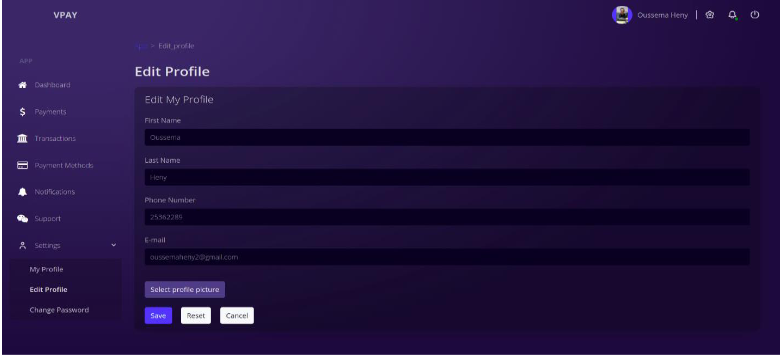 VPAY
Oussema Heny
> Edit_profile
APP
Edit Profile
Dashboard
Edit My Profile
Payments
First Name
Oussema
Transactions
Last Name
Payment Methods
Heny
Notifications
Phone Number
25362289
Support
E-mail
Settings
oussemaheny2@gmail.com
My Profile
Edit Profile
Select profile picture
Change Password
Save
Reset
Cancel